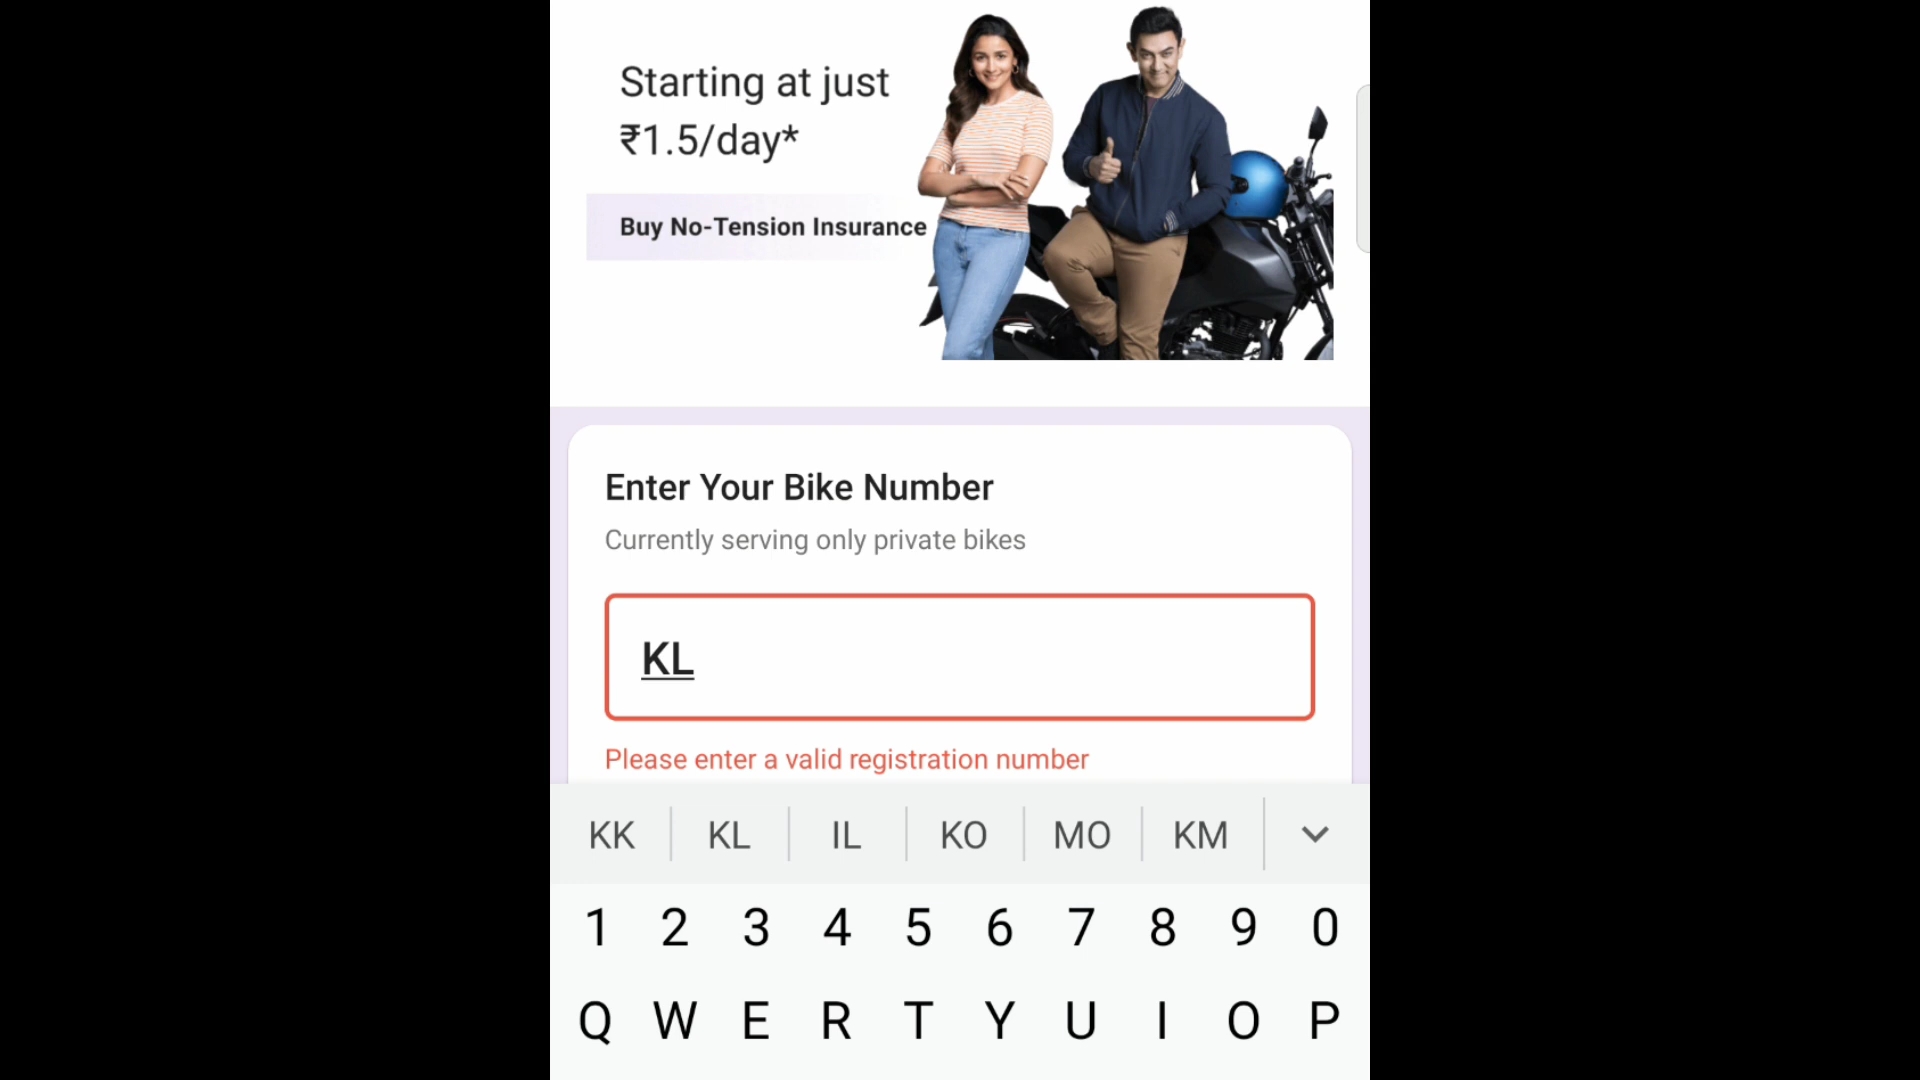 Starting at just
₹1.5/day*
Buy No-Tension Insurance
Enter Your Bike Number
Currently serving only private bikes
KL
Please enter a valid registration number
KK KL IL KO MO KM
1 2 3 4 5 6 7 8 9 0
Q W E R T Y U I O P